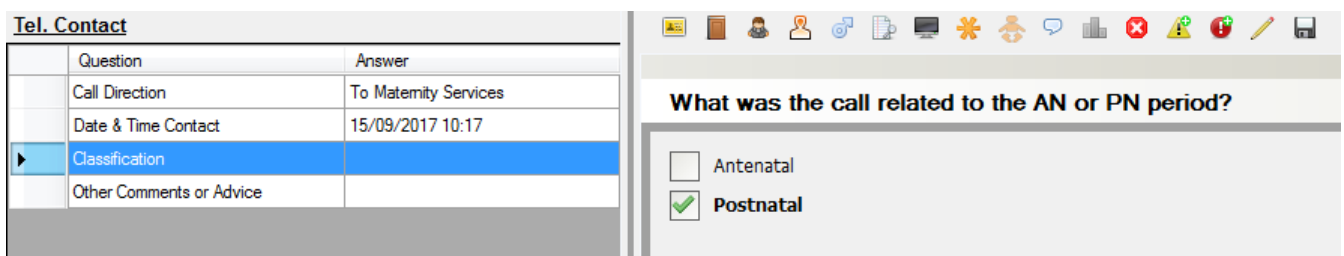 Tel. Contact
Question Answer
Call Direction To Maternity Services
Date & Time Contact 15/09/2017 10:17
Classification
Other Comments or Advice
What was the call related to the AN or PN period?
Antenatal
Postnatal